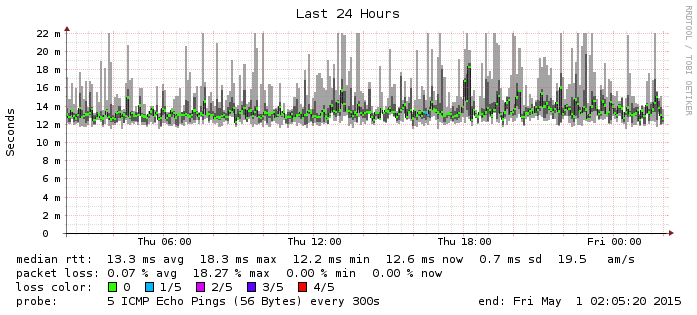 Last 24 Hours
RRDTOOL / TOBI OETIKER
Seconds
22 m
20 m
18 m
16 m
14 m
12 m
10 m
8 m
6 m
4 m
2 m
0
Thu 06:00 Thu 12:00 Thu 18:00 Fri 00:00
median rtt: 13.3 ms avg 18.3 ms max 12.2 ms min 12.6 ms now 0.7 ms sd 19.5 am/s
packet loss: 0.07 % avg 18.27 % max 0.00 % min 0.00 % now
loss color: 0 1/5 2/5 3/5 4/5
probe: 5 ICMP Echo Pings (56 Bytes) every 300s end: Fri May 1 02:05:20 2015